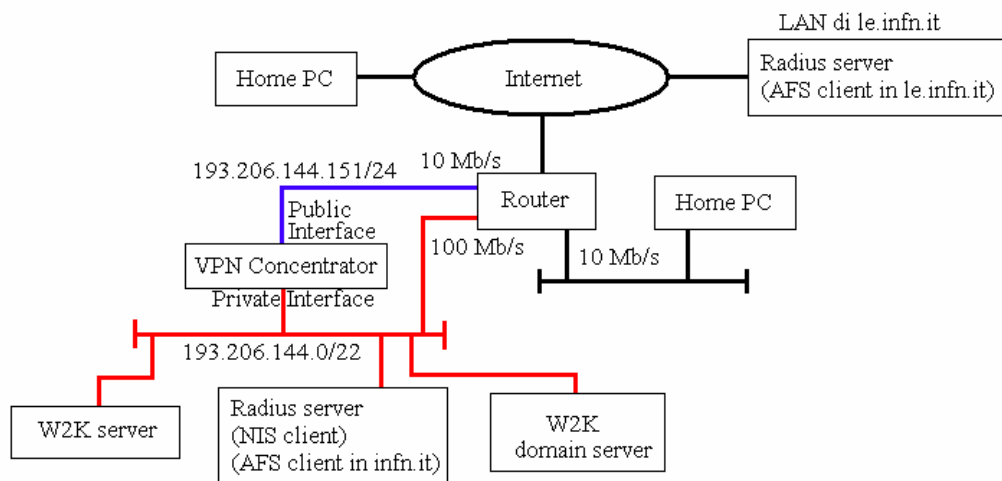 LAN di le.infn.it
Home PC
Internet
Radius server
(AFS client in le.infn.it)
193.206.144.151/24
10 Mb/s
Router
Home PC
Public
Interface
100 Mb/s
10 Mb/s
VPN Concentrator
Private Interface
193.206.144.0/22
W2K server
Radius server
(NIS client)
(AFS client in infn.it)
W2K
domain server